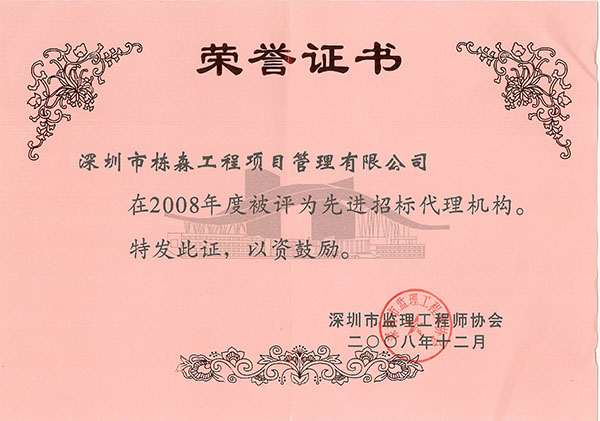 荣誉证书
深圳市栋森工程项目管理有限公司
在2008年度被评为先进招标代理机构。
特发此证，以资鼓励。
深圳市监理工程师协会
二〇〇八年十二月